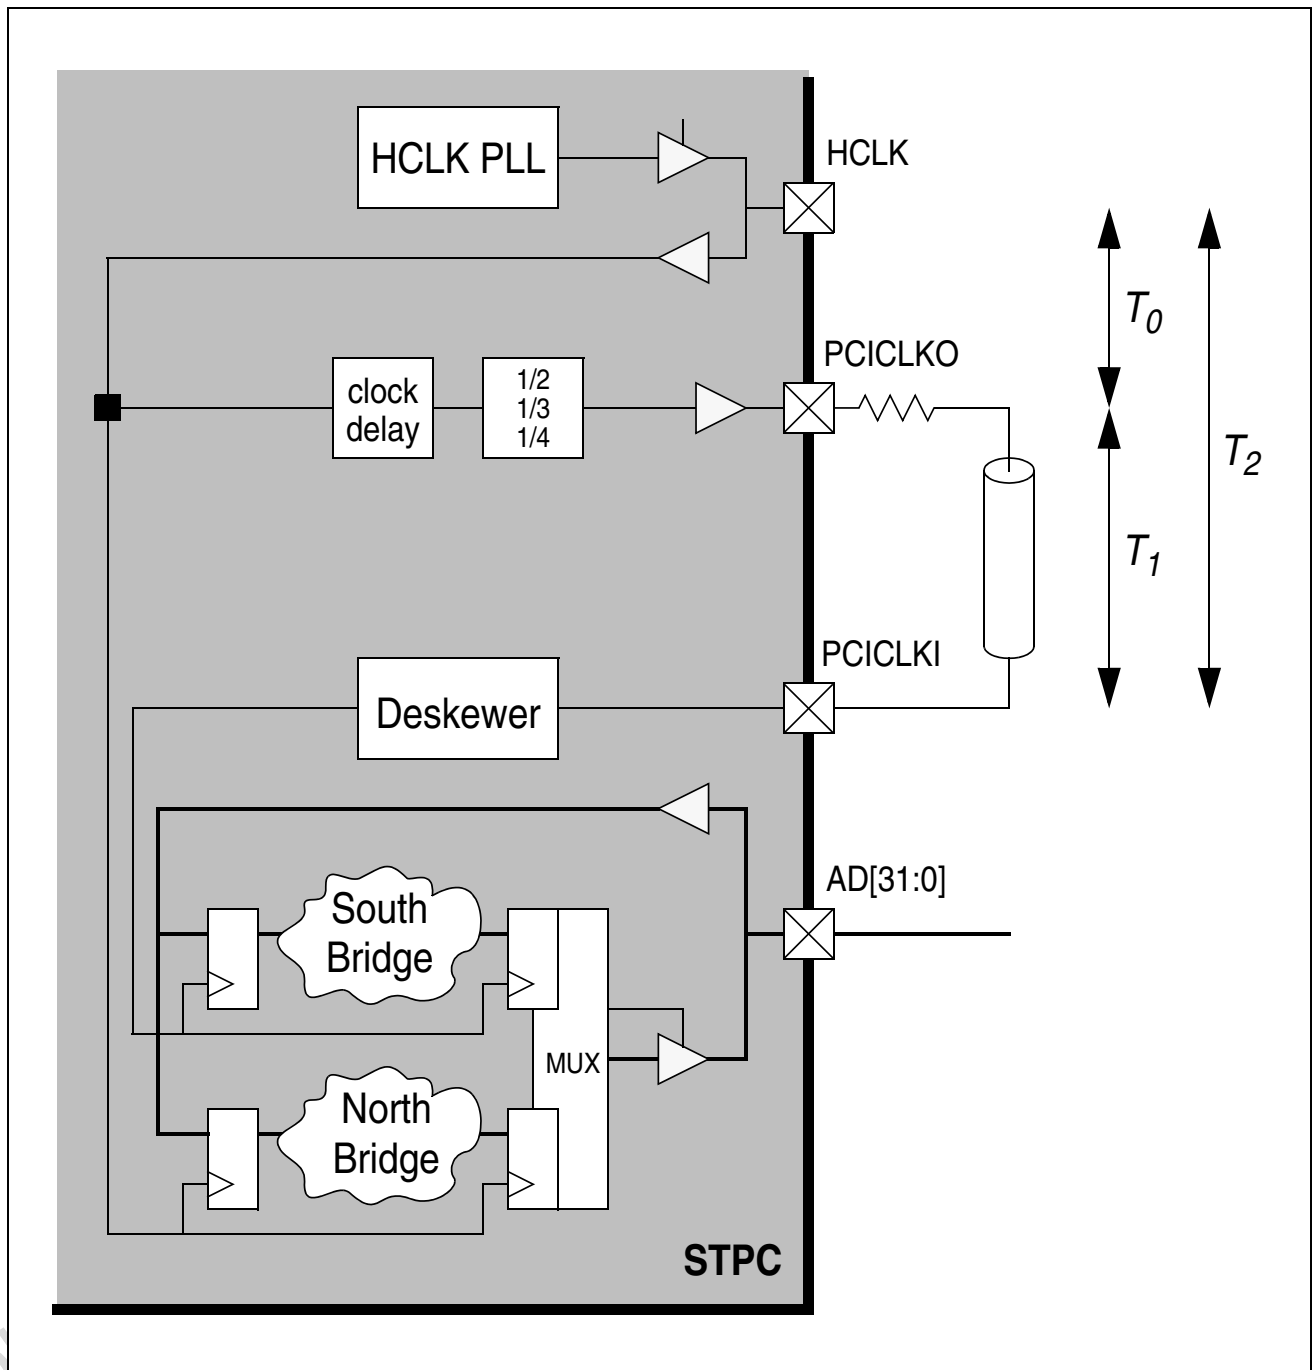 HCLK PLL
HCLK
T0
PCICLKO
clock
delay
1/2
1/3
1/4
T2
T1
PCICLKI
Deskewer
AD[31:0]
South
Bridge
MUX
North
Bridge
STPC